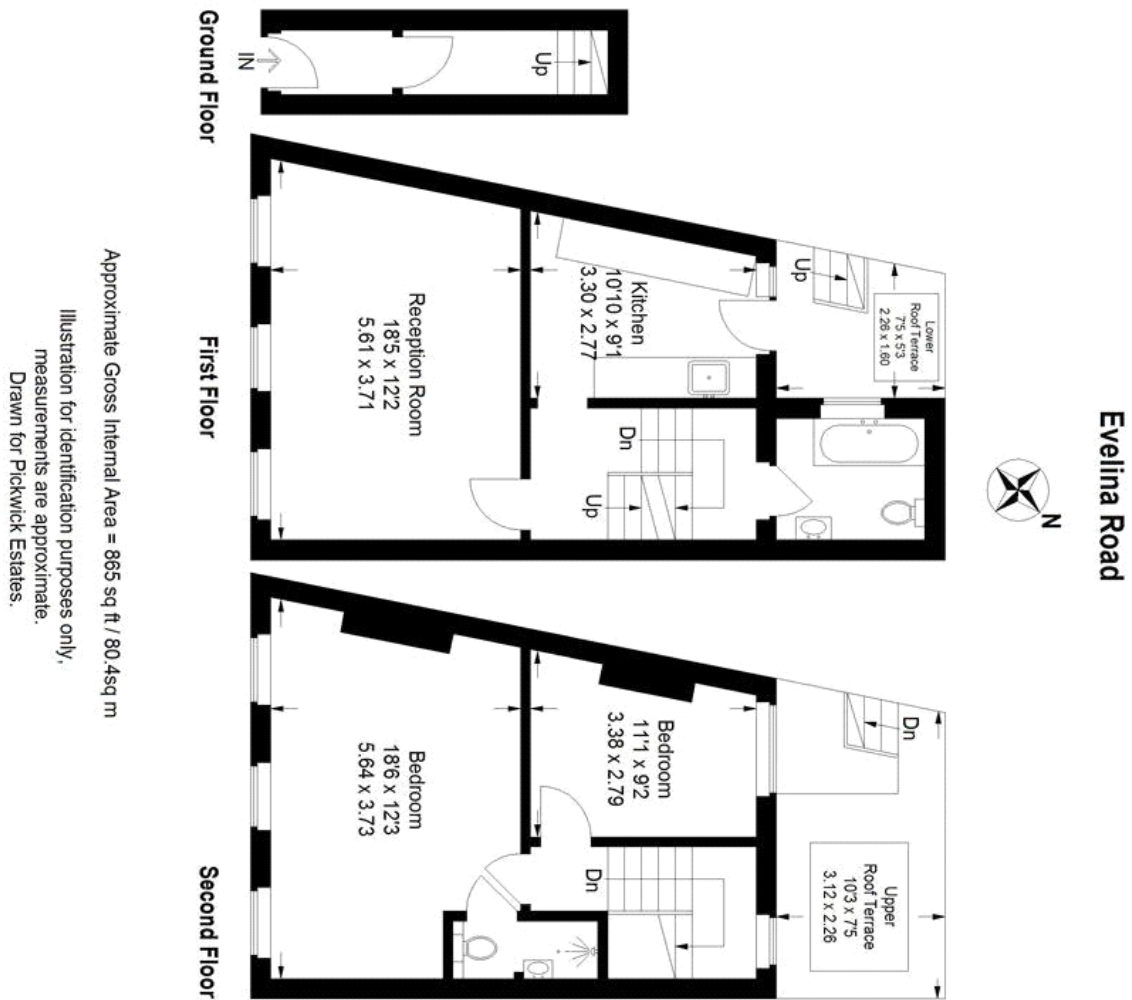 Evelina Road
N
Lower
Roof Terrace
7'5 x 5'3
2.26 x 1.60
Up
Kitchen
10'10 x 9'1
3.30 x 2.77
Dn
Up
Reception Room
18'5 x 12'2
5.61 x 3.71
Up
IN
Ground Floor
First Floor
Upper
Roof Terrace
10'3 x 7'5
3.12 x 2.26
Dn
Bedroom
11'1 x 9'2
3.38 x 2.79
Dn
Bedroom
18'6 x 12'3
5.64 x 3.73
Second Floor
Approximate Gross Internal Area = 865 sq ft / 80.4sq m
Illustration for identification purposes only,
measurements are approximate.
Drawn for Pickwick Estates.